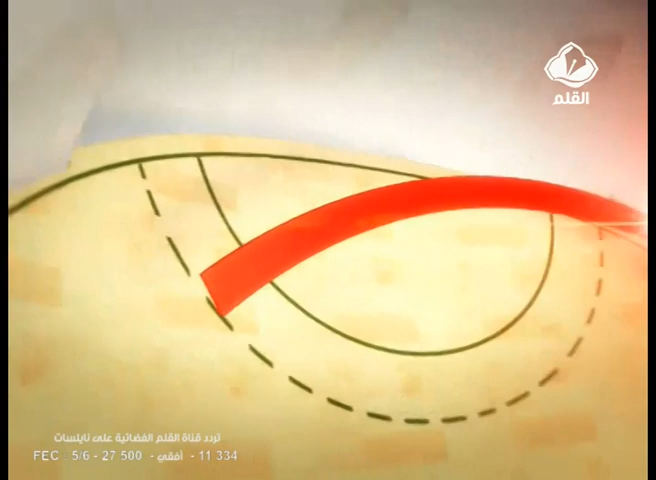 القلم
تردد قناة القلم الفضائية على نايلسات
FEC : 5/6 - 27 500 - أفقي - 11 334